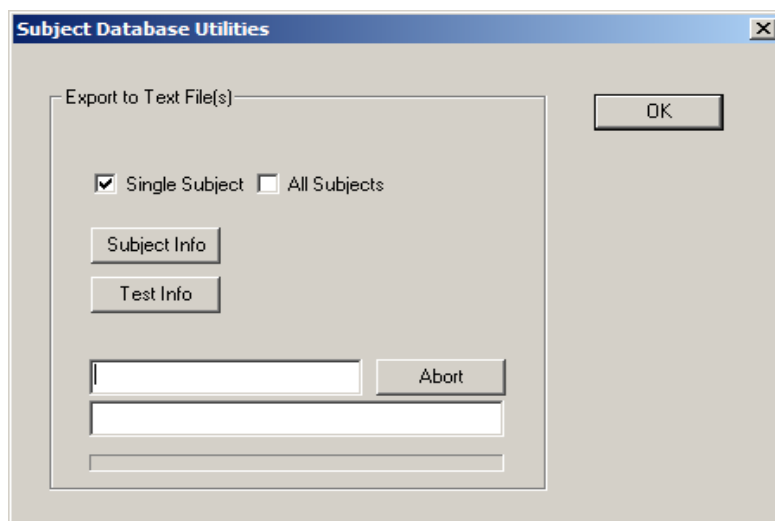 Subject Database Utilities
Export to Text File(s)
OK
Single Subject All Subjects
Subject Info
Test Info
Abort